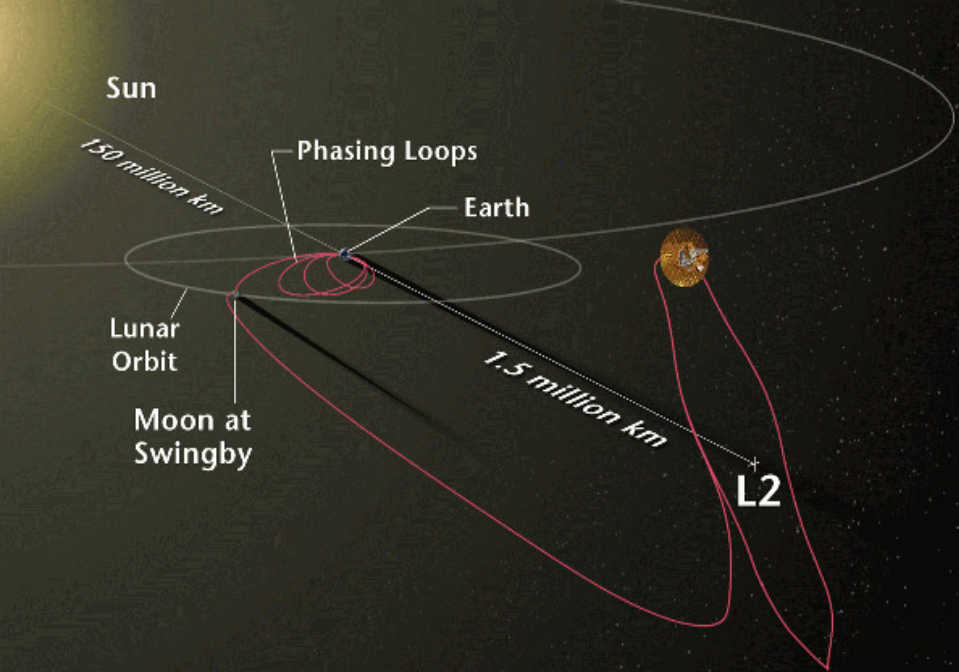 Sun
150 million km
Phasing Loops
Earth
Lunar
Orbit
Moon at
Swingby
1.5 million km
L2